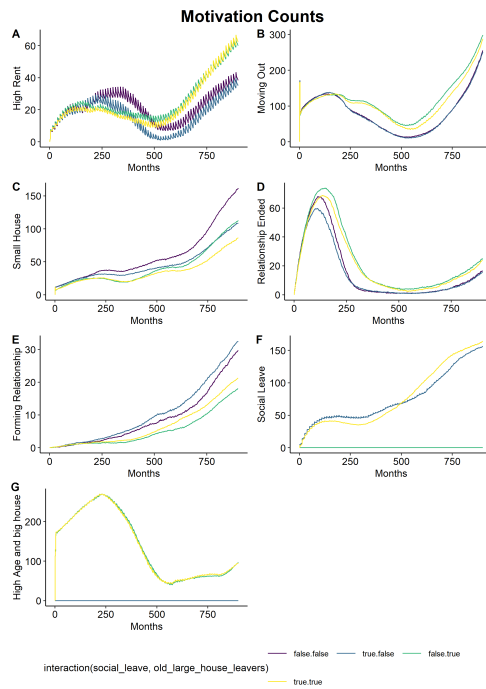 Motivation Counts
A
High Rent
60
40
20
0
0 250 500 750
Months
B
Moving Out
300
200
100
0
0 250 500 750
Months
C
Small House
150
100
50
0
0 250 500 750
Months
D
Relationship Ended
60
40
20
0
0 250 500 750
Months
E
Forming Relationship
30
20
10
0
0 250 500 750
Months
F
Social Leave
150
100
50
0
0 250 500 750
Months
G
High Age and big house
200
100
0
0 250 500 750
Months
interaction(social_leave, old_large_house_leavers)
false.false true.false false.true
true.true